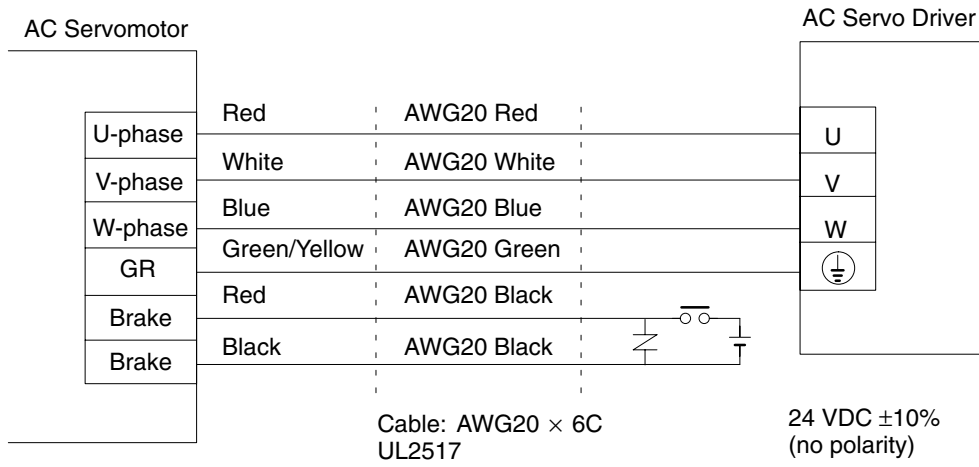 AC Servomotor
AC Servo Driver
U-phase Red AWG20 Red U
V-phase White AWG20 White V
W-phase Blue AWG20 Blue W
GR Green/Yellow AWG20 Green
Brake Red AWG20 Black
Brake Black AWG20 Black
Cable: AWG20 × 6C
UL2517
24 VDC ±10%
(no polarity)